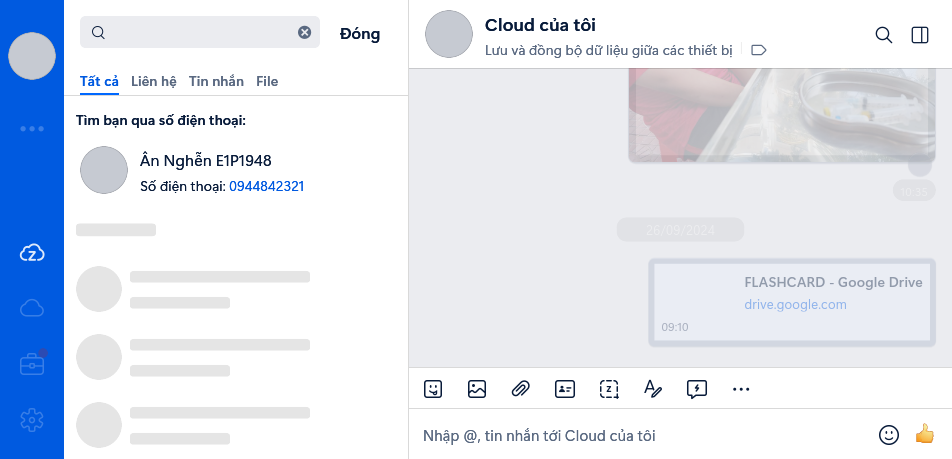 Đóng
Tất cả Liên hệ Tin nhắn File
Tìm bạn qua số điện thoại:
Ân Nghễn E1P1948
Số điện thoại: 0944842321
Cloud của tôi
Lưu và đồng bộ dữ liệu giữa các thiết bị
10:35
26/09/2024
FLASHCARD - Google Drive
drive.google.com
09:10
Nhập @, tin nhắn tới Cloud của tôi